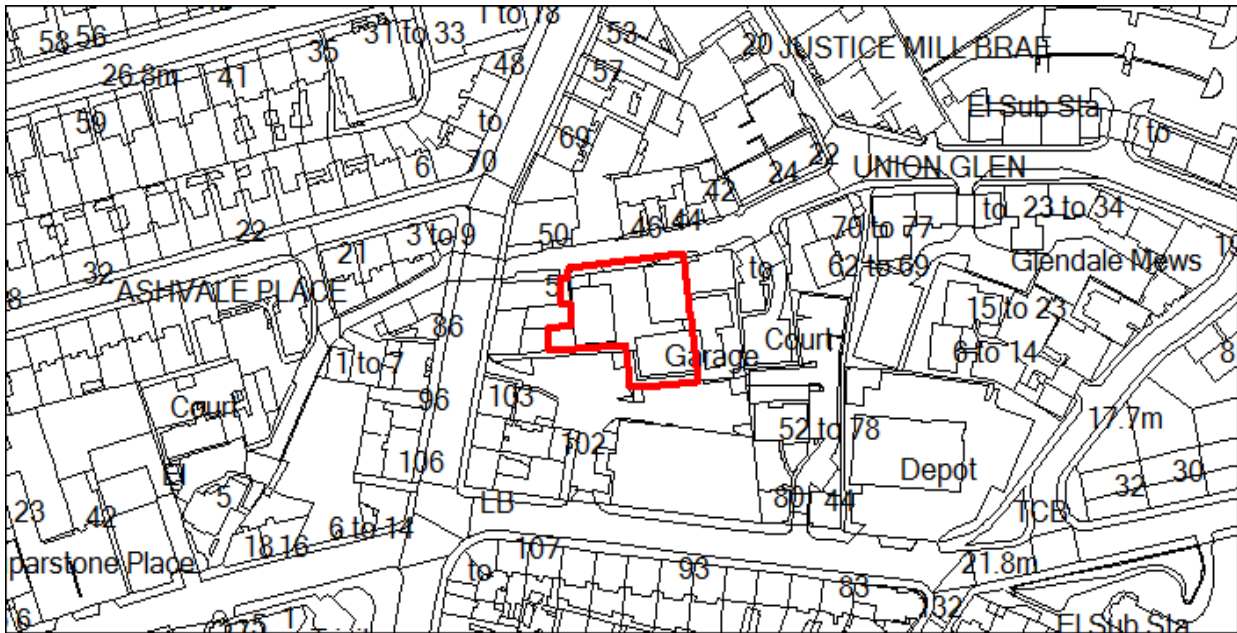 1 to 18
58 56
31 to 33
53
35
20 JUSTICE MILL BRAE
26.8m 41
48
57
El Sub Sta
59
to
69
to
6 70
22
24
UNION GLEN
42
44
46
50
22
3 to 9
21
70 to 77
to
23 to 34
19
62 to 69
Glendale Mews
32
8
ASHVALE PLACE
5
to
86
15 to 23
1 to 7
Garage
Court
6 to 14
8
96
103
Court
17.7m
52 to 78
102
106
El
Depot
5
80
44
32
30
23
42
LB
TCB
6 to 14
18 16
107
93
21.8m
parstone Place
to
83
132
1
El Sub Sta